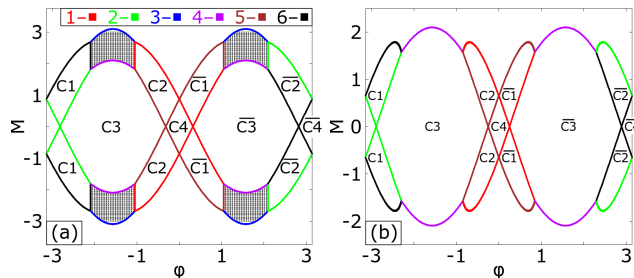 1-■ 2-■ 3-■ 4-■ 5-■ 6-■
3
1
-1
-3
M
C1 C2 C̅1̅ C̅2̅
C3 C4 C̅3̅ C̅4̅
C1 C2 C̅1̅ C̅2̅
(a)
-3 -1 1 3
φ
2
1
0
-1
-2
M
C1 C2 C̅1̅ C̅2̅
C3 C4 C̅3̅
C1 C2 C̅1̅ C̅2̅
(b)
-3 -1 1 3
φ